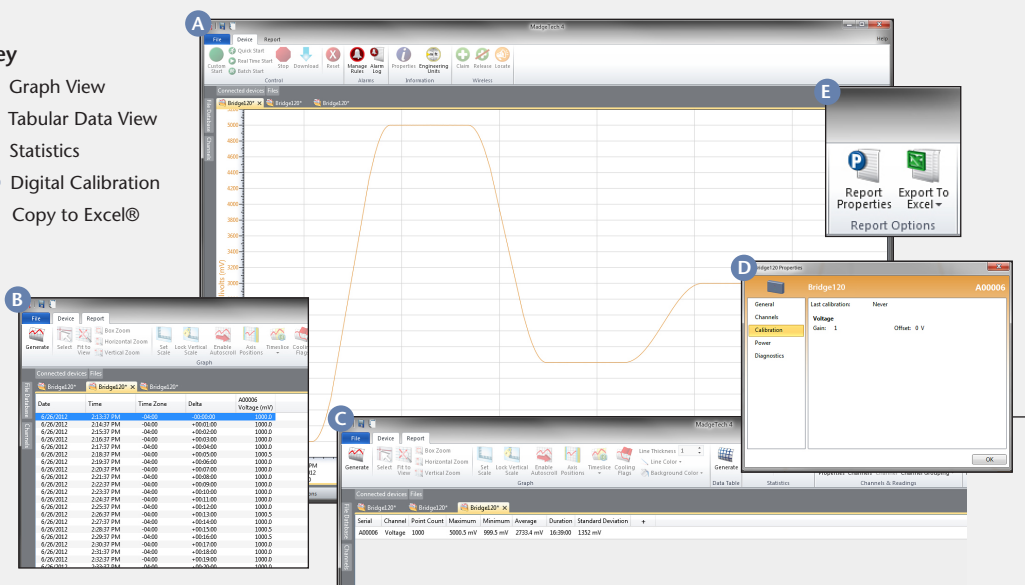 ey
Graph View
Tabular Data View
Statistics
Digital Calibration
Copy to Excel®
A
MadgeTech 4
File Device Report Help
Custom Start
Quick Start
Real Time Start
Batch Start
Stop Download Reset
Manage Rules Alarm Log
Properties Engineering Units
Claim Release Locate
Control Alarms Information Wireless
Connected devices Files
File Database
Channels
Bridge120* Bridge120* Bridge120*
5000
4800
4600
4400
4200
4000
3800
3600
3400
3200
3000
E
Report Properties Export To Excel
Report Options
D
Bridge120 Properties
Bridge120 A00006
General
Channels
Calibration
Power
Diagnostics
Last calibration: Never
Voltage
Gain: 1 Offset: 0 V
OK
B
File Device Report
Generate Select Fit to View
Box Zoom
Horizontal Zoom
Vertical Zoom
Set Scale Lock Vertical Scale Enable Autoscroll Axis Positions Timeslice
Graph
Connected devices Files
File Database
Channels
Bridge120* Bridge120* Bridge120*
Date Time Time Zone Delta A00006 Voltage (mV)
6/26/2012 2:13:37 PM -04:00 -00:00:00 1000.0
6/26/2012 2:14:37 PM -04:00 +00:01:00 1000.0
6/26/2012 2:15:37 PM -04:00 +00:02:00 1000.0
6/26/2012 2:16:37 PM -04:00 +00:03:00 1000.0
6/26/2012 2:17:37 PM -04:00 +00:04:00 1000.0
6/26/2012 2:18:37 PM -04:00 +00:05:00 1000.5
6/26/2012 2:19:37 PM -04:00 +00:06:00 1000.0
6/26/2012 2:20:37 PM -04:00 +00:07:00 1000.0
6/26/2012 2:21:37 PM -04:00 +00:08:00 1000.0
6/26/2012 2:22:37 PM -04:00 +00:09:00 1000.0
6/26/2012 2:23:37 PM -04:00 +00:10:00 1000.0
6/26/2012 2:24:37 PM -04:00 +00:11:00 1000.0
6/26/2012 2:25:37 PM -04:00 +00:12:00 1000.0
6/26/2012 2:26:37 PM -04:00 +00:13:00 1000.5
6/26/2012 2:27:37 PM -04:00 +00:14:00 1000.0
6/26/2012 2:28:37 PM -04:00 +00:15:00 1000.5
6/26/2012 2:29:37 PM -04:00 +00:16:00 1000.5
6/26/2012 2:30:37 PM -04:00 +00:17:00 1000.0
6/26/2012 2:31:37 PM -04:00 +00:18:00 1000.0
6/26/2012 2:32:37 PM -04:00 +00:19:00 1000.0
6/26/2012 2:33:37 PM -04:00 +00:20:00 1000.0
C
MadgeTech 4
File Device Report
Generate Select Fit to View
Box Zoom
Horizontal Zoom
Vertical Zoom
Set Scale Lock Vertical Scale Enable Autoscroll Axis Positions Timeslice Cooling Flags
Line Thickness 1
Line Color
Background Color
Generate
Graph Data Table Statistics Channels & Readings
Connected devices Files
File Database
Channels
Bridge120* Bridge120* Bridge120*
Serial Channel Point Count Maximum Minimum Average Duration Standard Deviation +
A00006 Voltage 1000 5000.5 mV 999.5 mV 2733.4 mV 16:39:00 1352 mV